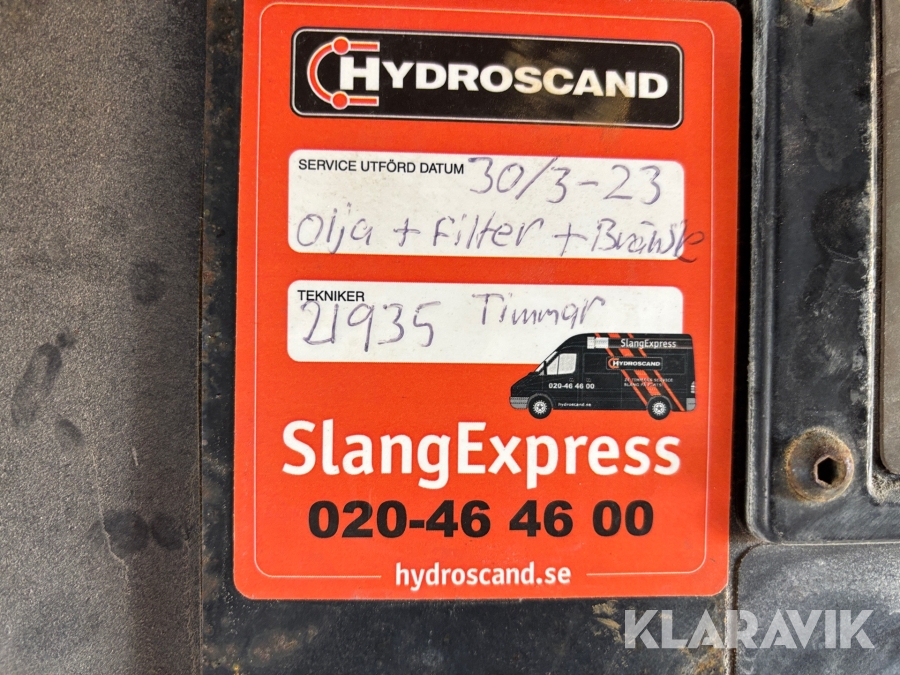 HYDROSCAND
SERVICE UTFÖRD DATUM 30/3-23
Olja + Filter + Bränsle
TEKNIKER
21935 Timmar
SlangExpress
HYDROSCAND
020-46 46 00
hydroscand.se
SlangExpress
020-46 46 00
hydroscand.se
KLARAVIK